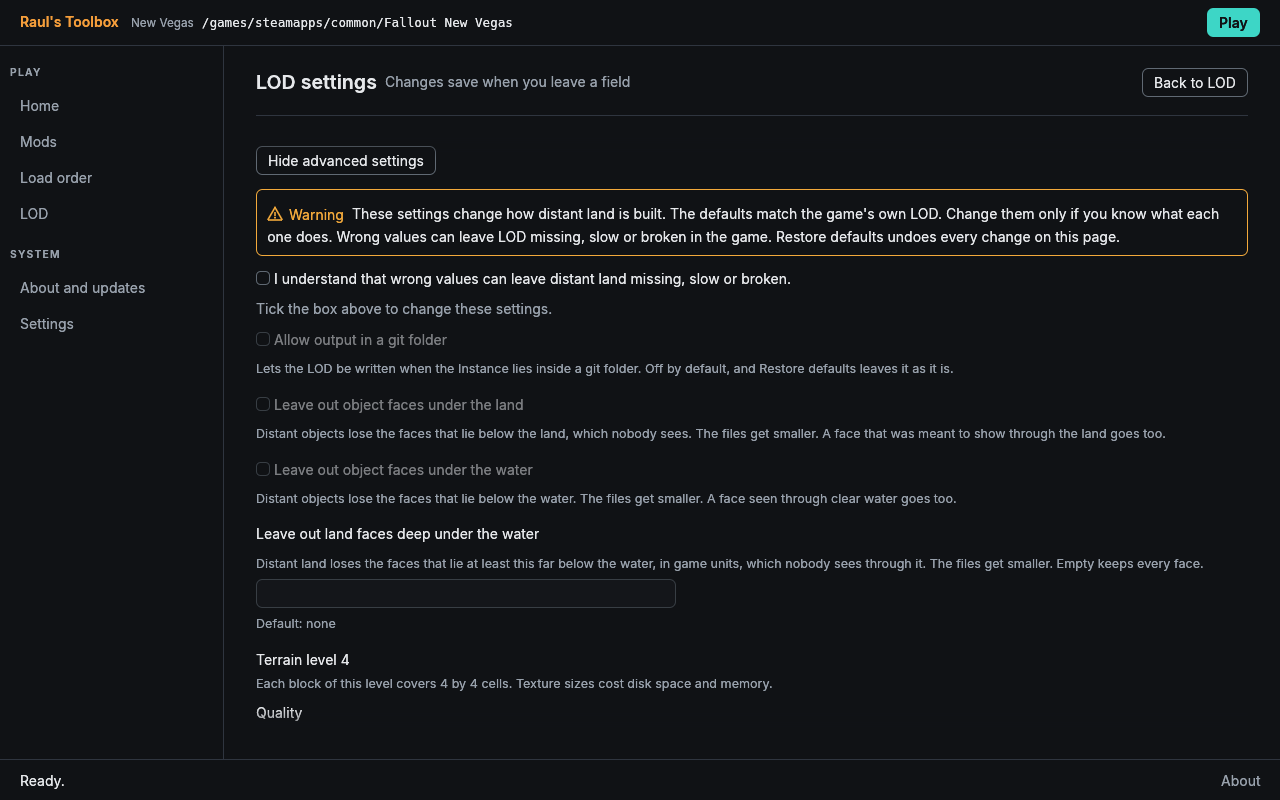 Raul's Toolbox New Vegas /games/steamapps/common/Fallout New Vegas Play
PLAY
Home
Mods
Load order
LOD
SYSTEM
About and updates
Settings
LOD settings Changes save when you leave a field Back to LOD
Hide advanced settings
Warning These settings change how distant land is built. The defaults match the game's own LOD. Change them only if you know what each
one does. Wrong values can leave LOD missing, slow or broken in the game. Restore defaults undoes every change on this page.
I understand that wrong values can leave distant land missing, slow or broken.
Tick the box above to change these settings.
Allow output in a git folder
Lets the LOD be written when the Instance lies inside a git folder. Off by default, and Restore defaults leaves it as it is.
Leave out object faces under the land
Distant objects lose the faces that lie below the land, which nobody sees. The files get smaller. A face that was meant to show through the land goes too.
Leave out object faces under the water
Distant objects lose the faces that lie below the water. The files get smaller. A face seen through clear water goes too.
Leave out land faces deep under the water
Distant land loses the faces that lie at least this far below the water, in game units, which nobody sees through it. The files get smaller. Empty keeps every face.
Default: none
Terrain level 4
Each block of this level covers 4 by 4 cells. Texture sizes cost disk space and memory.
Quality
Ready. About